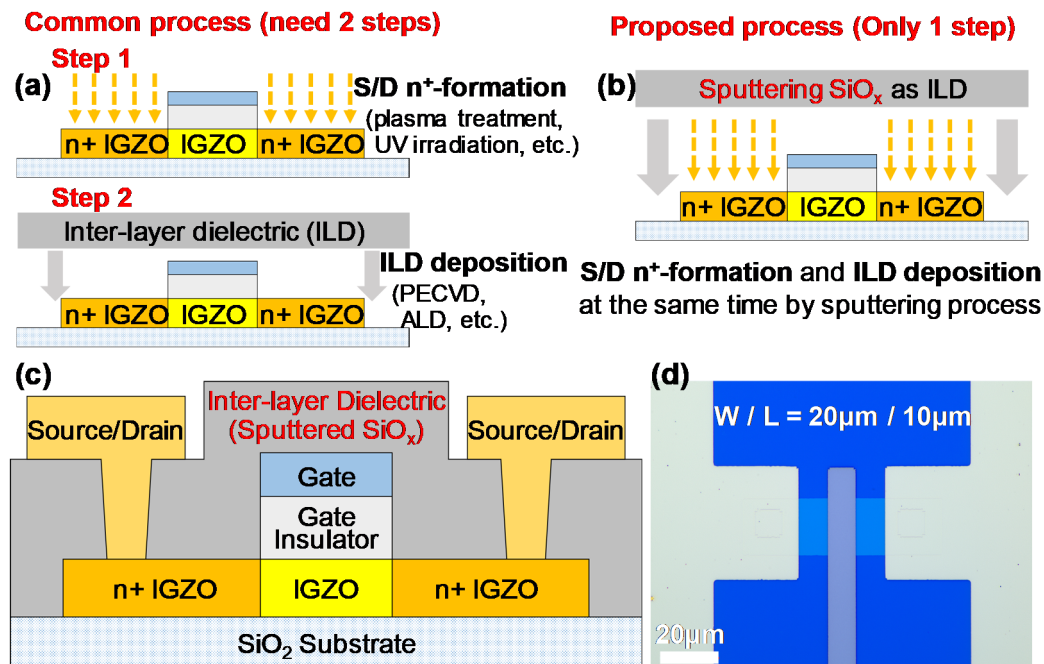 Common process (need 2 steps)
Step 1
(a)
S/D n⁺-formation
(plasma treatment,
UV irradiation, etc.)
n+ IGZO IGZO n+ IGZO
Step 2
Inter-layer dielectric (ILD)
ILD deposition
(PECVD,
ALD, etc.)
n+ IGZO IGZO n+ IGZO
Proposed process (Only 1 step)
(b)
Sputtering SiOₓ as ILD
n+ IGZO IGZO n+ IGZO
S/D n⁺-formation and ILD deposition
at the same time by sputtering process
(c)
Inter-layer Dielectric
(Sputtered SiOₓ)
Source/Drain
Source/Drain
Gate
Gate
Insulator
n+ IGZO IGZO n+ IGZO
SiO₂ Substrate
(d)
W / L = 20μm / 10μm
20μm